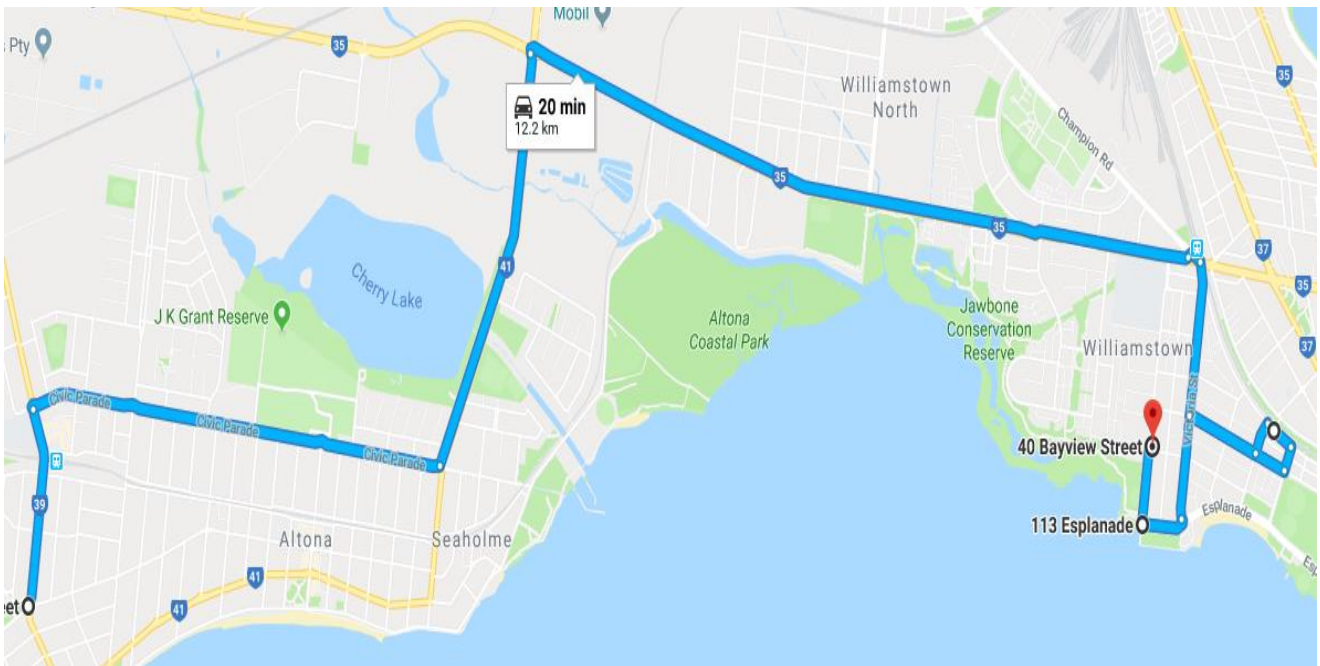 Mobil
s Pty
35
20 min
12.2 km
Williamstown
North
35
Champion Rd
35
35
37
35
41
Cherry Lake
J K Grant Reserve
Altona
Coastal Park
Jawbone
Conservation
Reserve
Williamstown
37
Civic Parade
Civic Parade
Civic Parade
Victoria St
40 Bayview Street
39
113 Esplanade
Esplanade
Altona
Seaholme
41
41
Esp
eet